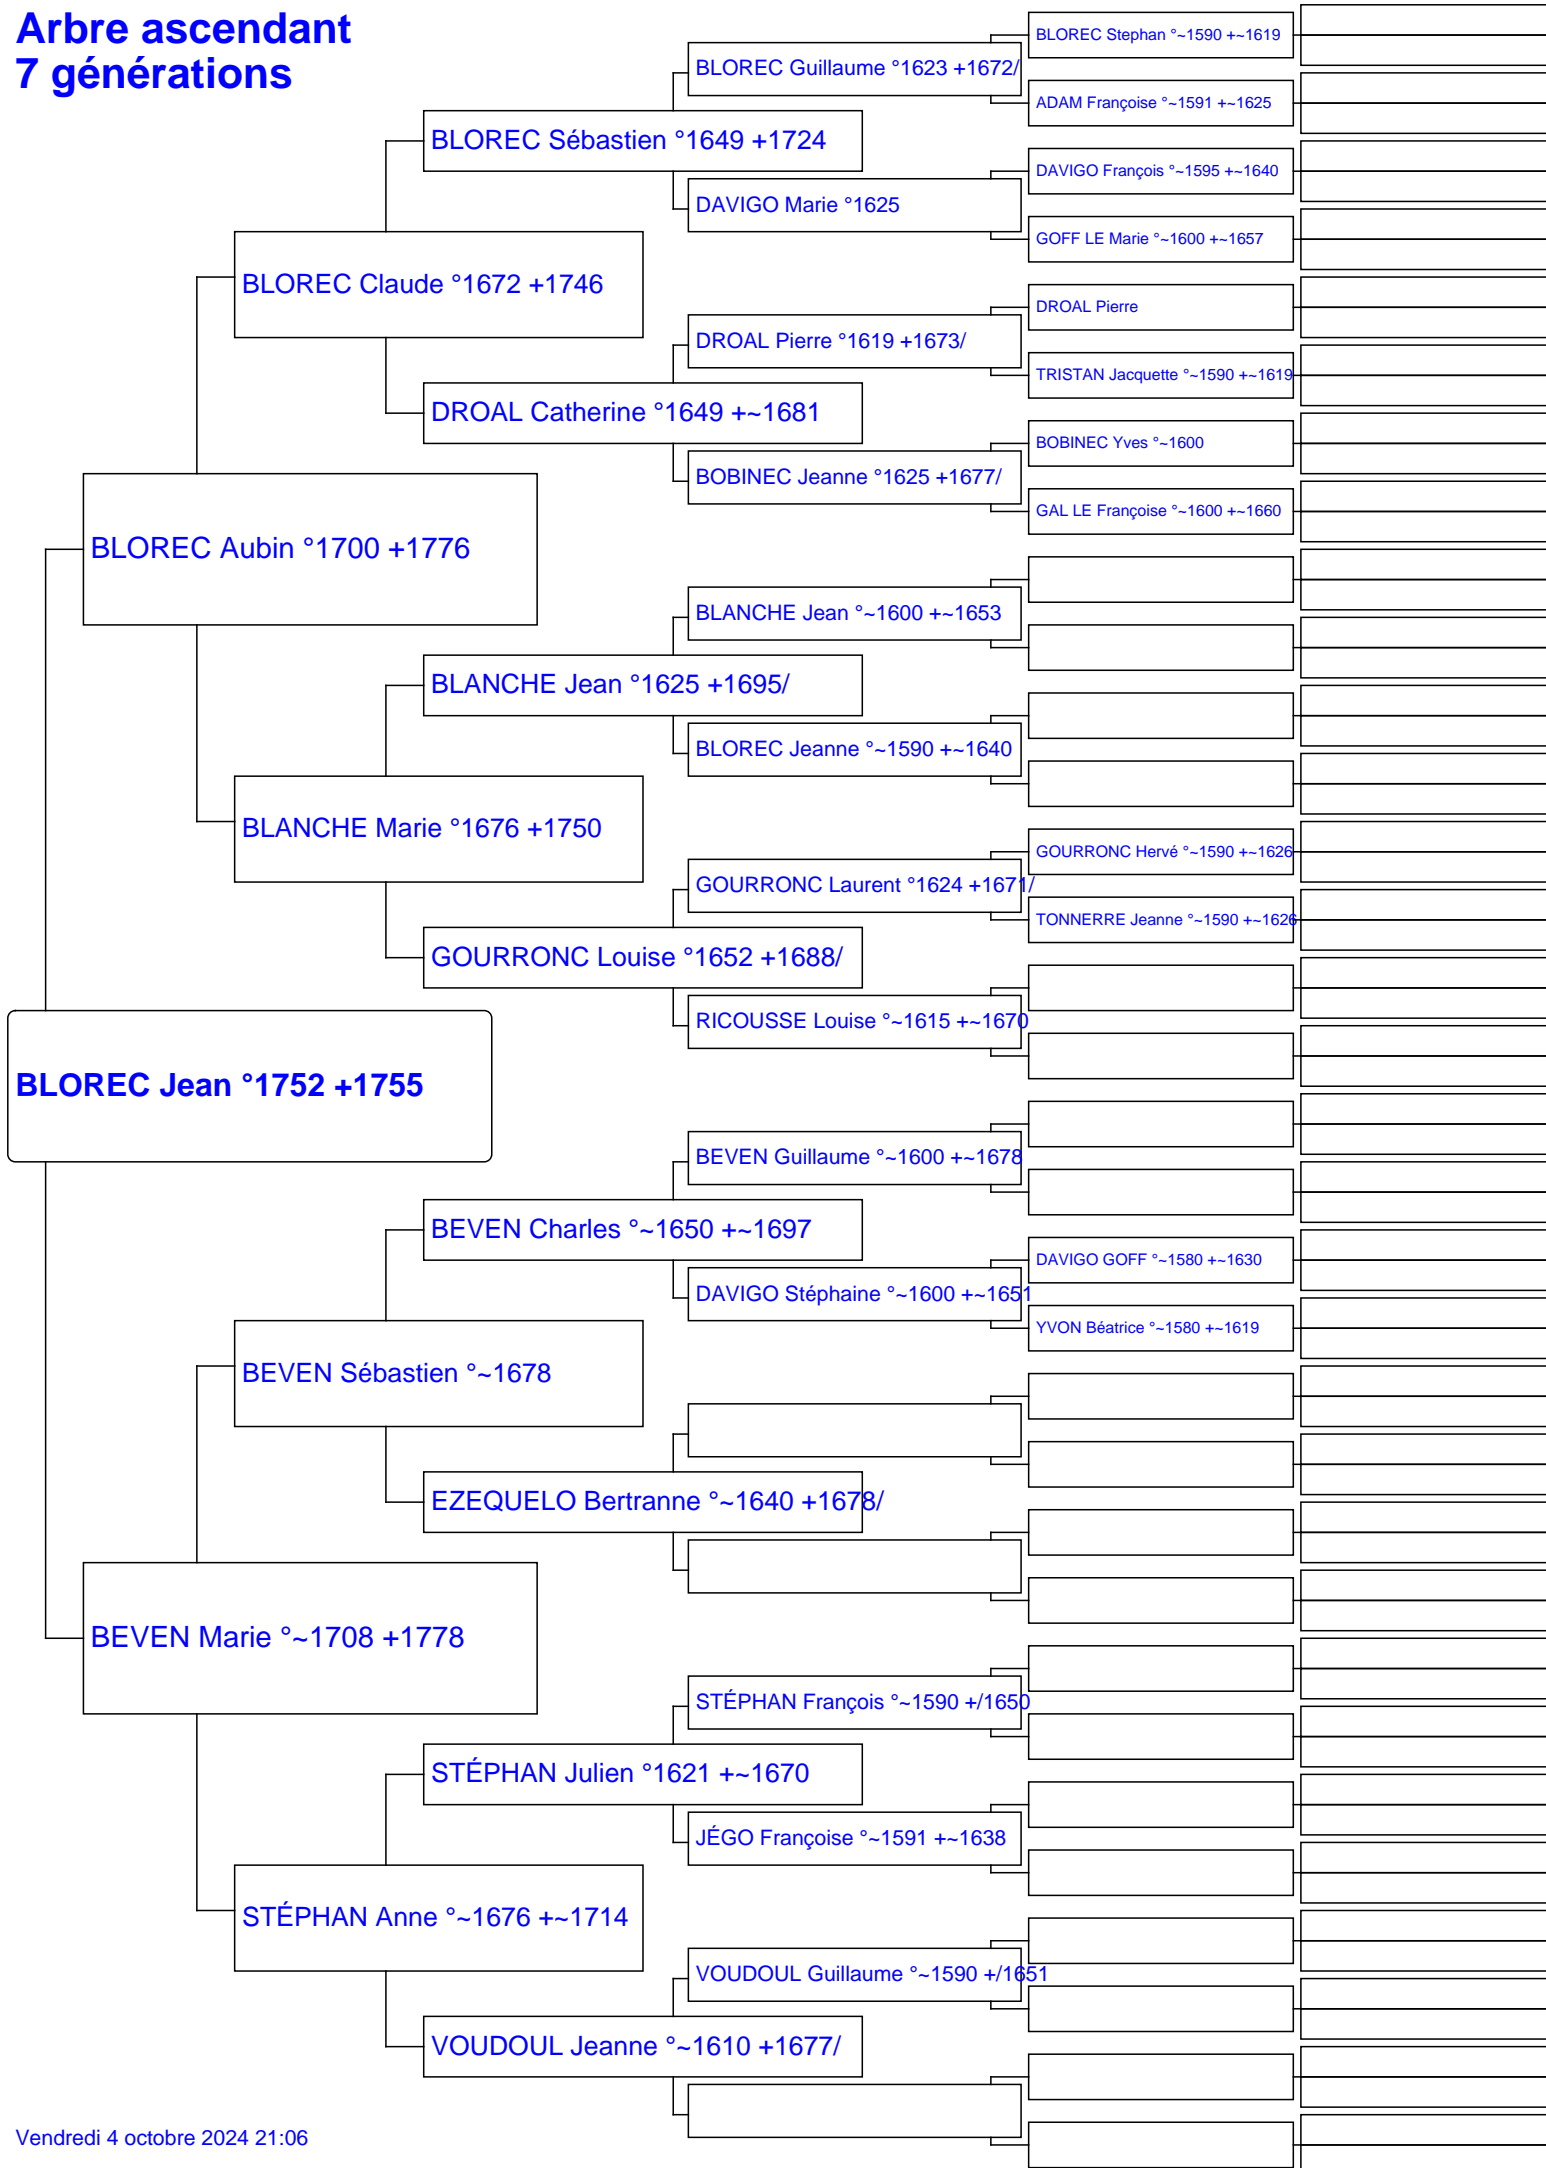 Arbre ascendant
7 générations
BLOREC Stephan °~1590 +~1619
BLOREC Guillaume °1623 +1672/
ADAM Françoise °~1591 +~1625
BLOREC Sébastien °1649 +1724
DAVIGO François °~1595 +~1640
DAVIGO Marie °1625
GOFF LE Marie °~1600 +~1657
BLOREC Claude °1672 +1746
DROAL Pierre
DROAL Pierre °1619 +1673/
TRISTAN Jacquette °~1590 +~1619
DROAL Catherine °1649 +~1681
BOBINEC Yves °~1600
BOBINEC Jeanne °1625 +1677/
GAL LE Françoise °~1600 +~1660
BLOREC Aubin °1700 +1776
BLANCHE Jean °~1600 +~1653
BLANCHE Jean °1625 +1695/
BLOREC Jeanne °~1590 +~1640
BLANCHE Marie °1676 +1750
GOURRONC Hervé °~1590 +~1626
GOURRONC Laurent °1624 +1671/
TONNERRE Jeanne °~1590 +~1626
GOURRONC Louise °1652 +1688/
RICOUSSE Louise °~1615 +~1670
BLOREC Jean °1752 +1755
BEVEN Guillaume °~1600 +~1678
BEVEN Charles °~1650 +~1697
DAVIGO GOFF °~1580 +~1630
DAVIGO Stéphaine °~1600 +~1651
YVON Béatrice °~1580 +~1619
BEVEN Sébastien °~1678
EZEQUELO Bertranne °~1640 +1678/
BEVEN Marie °~1708 +1778
STÉPHAN François °~1590 +/1650
STÉPHAN Julien °1621 +~1670
JÉGO Françoise °~1591 +~1638
STÉPHAN Anne °~1676 +~1714
VOUDOUL Guillaume °~1590 +/1651
VOUDOUL Jeanne °~1610 +1677/
Vendredi 4 octobre 2024 21:06